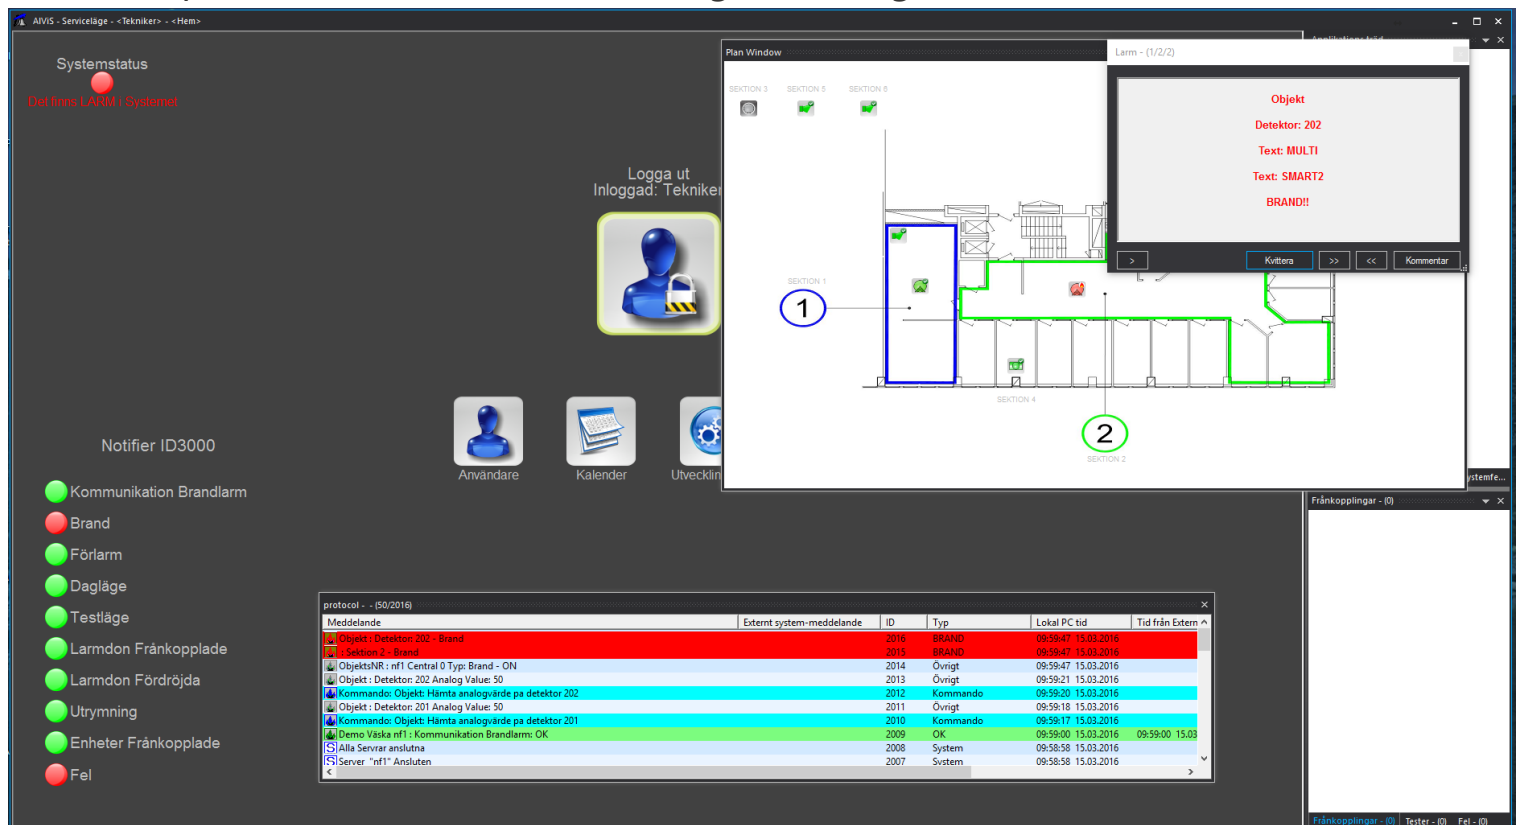 AIViS - Serviceläge - <Tekniker> - <Hem>
Systemstatus
Det finns LARM i Systemet
Logga ut
Inloggad: Tekniker
Användare
Kalender
Utvecklin
Notifier ID3000
Kommunikation Brandlarm
Brand
Förlarm
Dagläge
Testläge
Larmdon Frånkopplade
Larmdon Fördröjda
Utrymning
Enheter Frånkopplade
Fel
Plan Window
SEKTION 3
SEKTION 5
SEKTION 6
SEKTION 1
1
SEKTION 4
2
SEKTION 2
Larm - (1/2/2)
Objekt
Detektor: 202
Text: MULTI
Text: SMART2
BRAND!!
> Kvittera >> << Kommentar
ystemfe...
Frånkopplingar - (0)
protocol - - (50/2016)
Meddelande Externt system-meddelande ID Typ Lokal PC tid Tid från Extern
Objekt : Detektor: 202 - Brand 2016 BRAND 09:59:47 15.03.2016
: Sektion 2 - Brand 2015 BRAND 09:59:47 15.03.2016
ObjektsNR : nf1 Central 0 Typ: Brand - ON 2014 Övrigt 09:59:47 15.03.2016
Objekt : Detektor: 202 Analog Value: 50 2013 Övrigt 09:59:21 15.03.2016
Kommando: Objekt: Hämta analogvärde pa detektor 202 2012 Kommando 09:59:20 15.03.2016
Objekt : Detektor: 201 Analog Value: 50 2011 Övrigt 09:59:18 15.03.2016
Kommando: Objekt: Hämta analogvärde pa detektor 201 2010 Kommando 09:59:17 15.03.2016
Demo Väska nf1 : Kommunikation Brandlarm: OK 2009 OK 09:59:00 15.03.2016 09:59:00 15.03
S Alla Servrar anslutna 2008 System 09:58:58 15.03.2016
S Server "nf1" Ansluten 2007 System 09:58:58 15.03.2016
Frånkopplingar - (0) Tester - (0) Fel - (0)